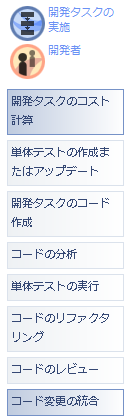 開発タスクの
実施
開発者
開発タスクのコスト
計算
単体テストの作成ま
たはアップデート
開発タスクのコード
作成
コードの分析
単体テストの実行
コードのリファクタ
リング
コードのレビュー
コード変更の統合